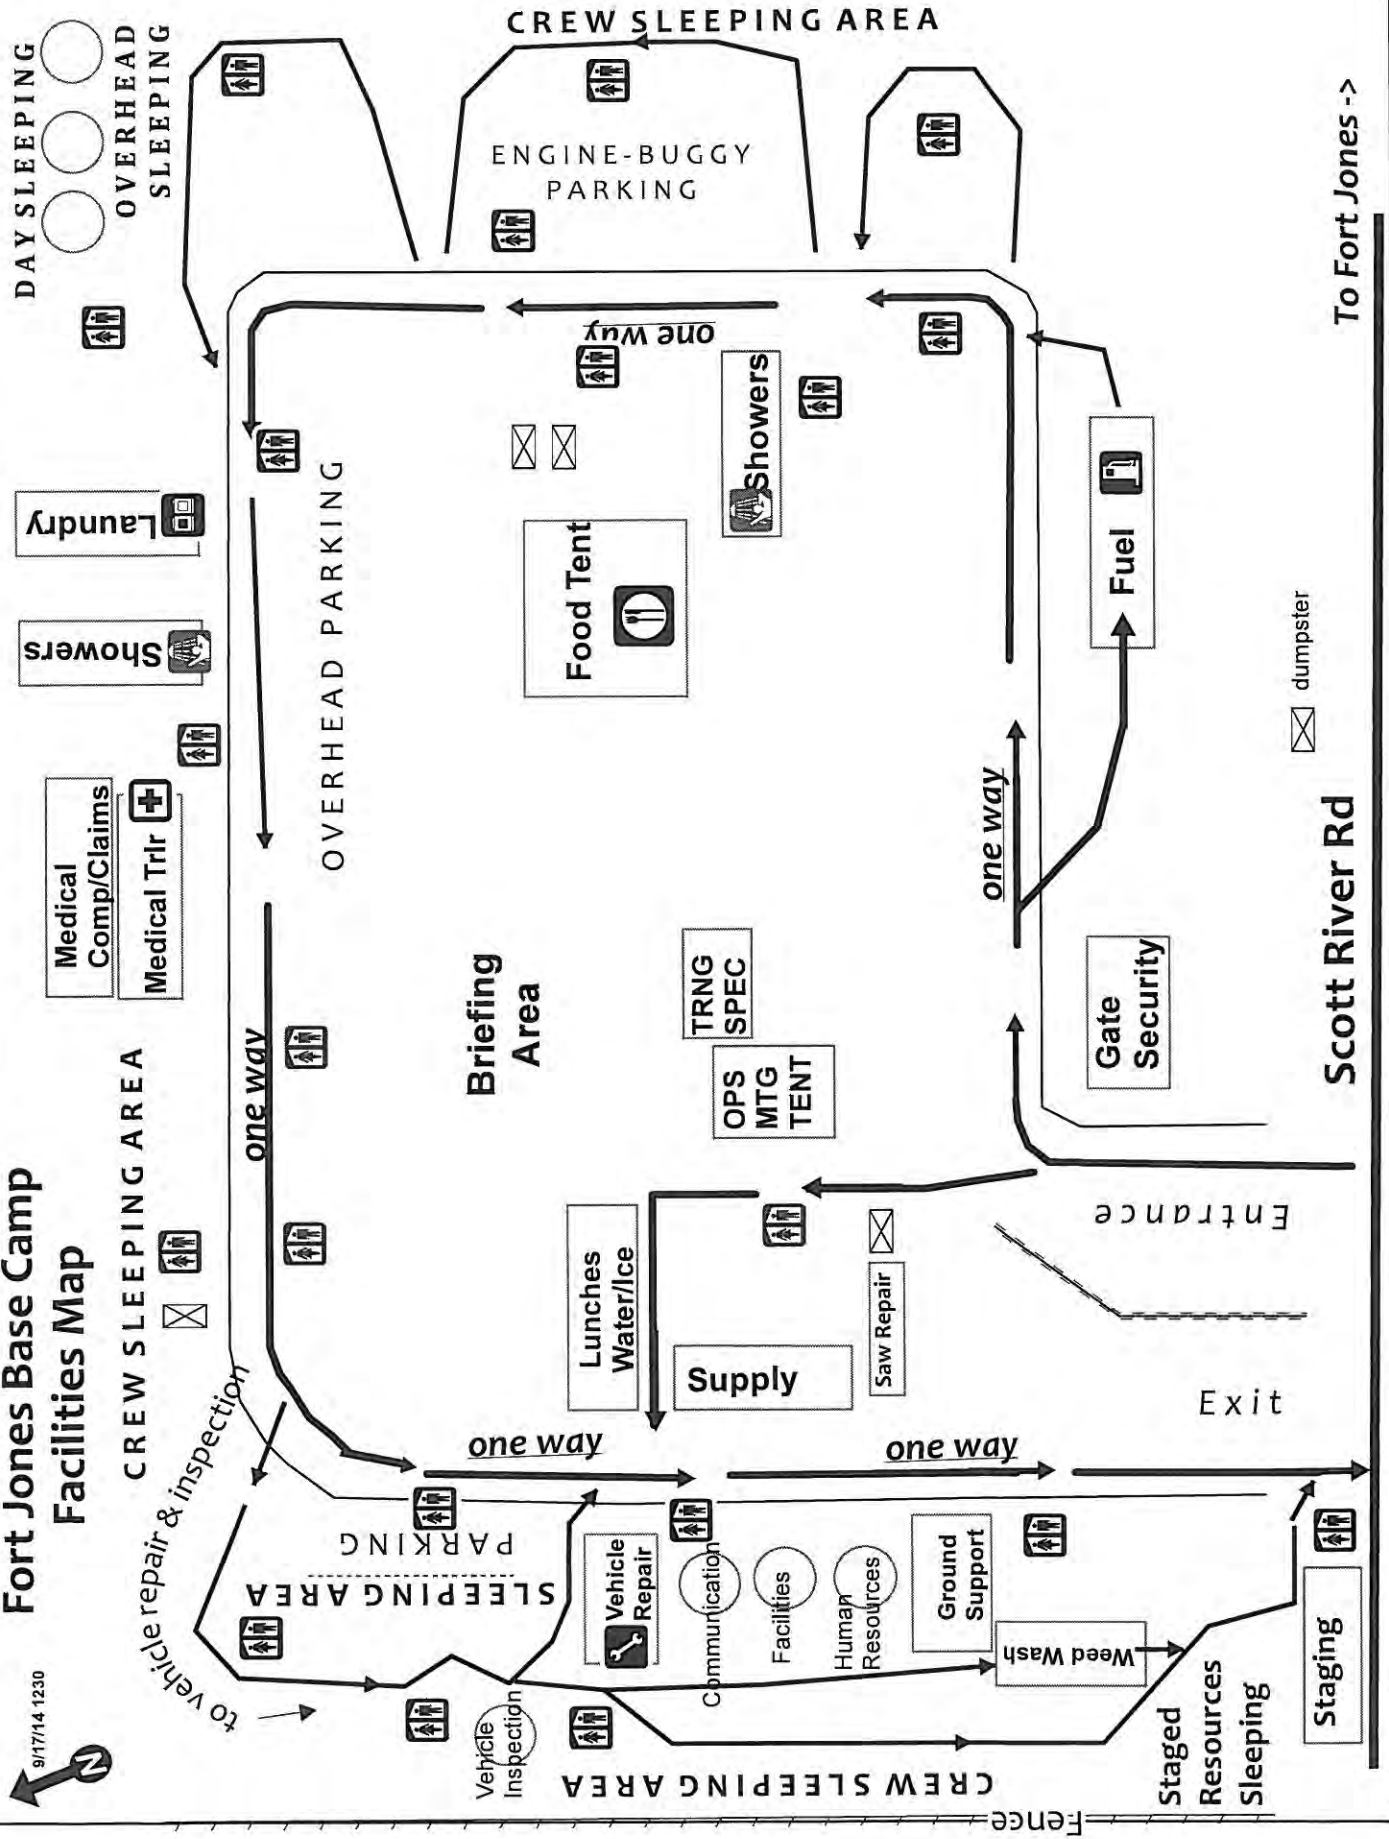 Fort Jones Base Camp
Facilities Map
9/17/14 1230
N
CREW SLEEPING AREA
to vehicle repair & inspection
Medical
Comp/Claims
Medical Trlr
Showers
Laundry
DAY SLEEPING
OVERHEAD
SLEEPING
one way
OVERHEAD PARKING
PARKING
SLEEPING AREA
one way
Briefing
Area
Food Tent
one way
ENGINE-BUGGY
PARKING
CREW SLEEPING AREA
Vehicle
Inspection
Vehicle
Repair
Lunches
Water/Ice
Supply
TRNG
SPEC
OPS
MTG
TENT
Showers
CREW SLEEPING AREA
Communication
Facilities
Human
Resources
Ground
Support
one way
Saw Repair
one way
Weed Wash
Fence
Gate
Security
Fuel
Entrance
Exit
Staged
Resources
Sleeping
Staging
dumpster
Scott River Rd
To Fort Jones ->